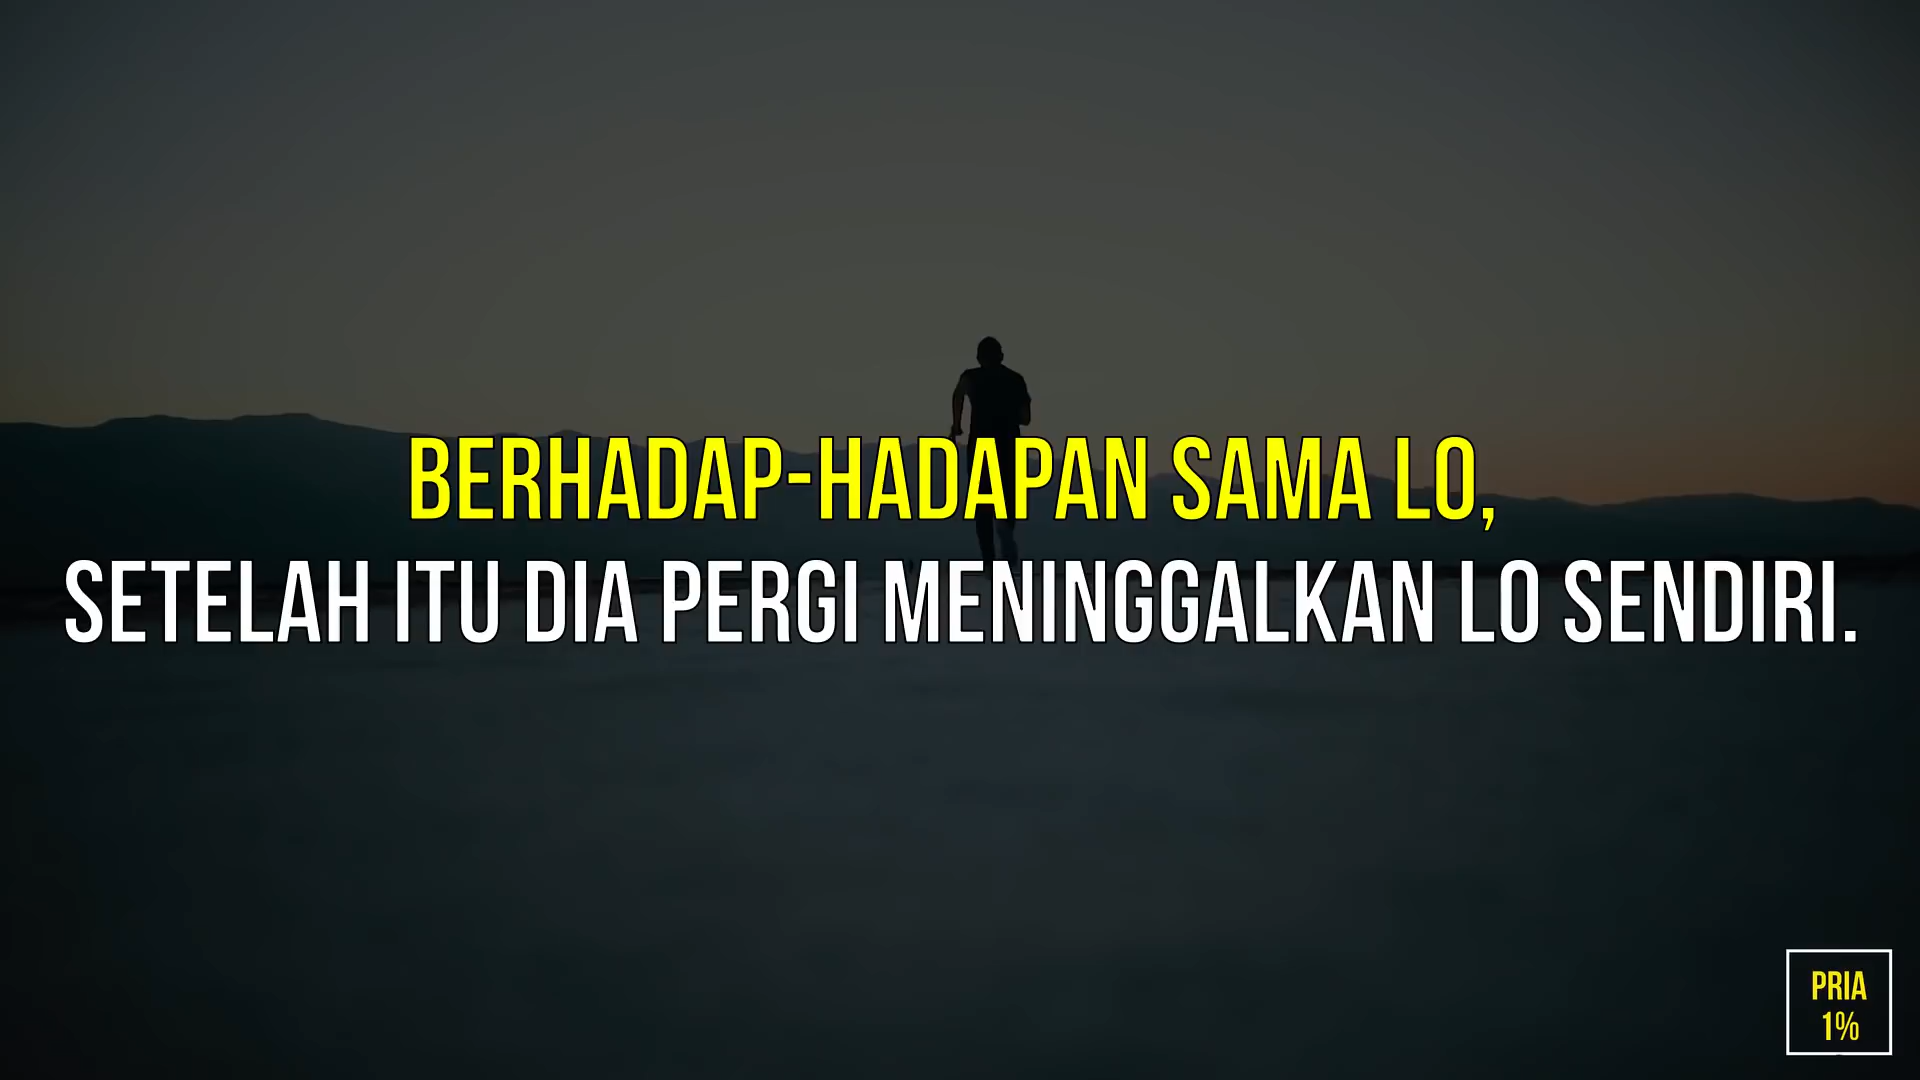 BERHADAP-HADAPAN SAMA LO,
SETELAH ITU DIA PERGI MENINGGALKAN LO SENDIRI.
PRIA
1%